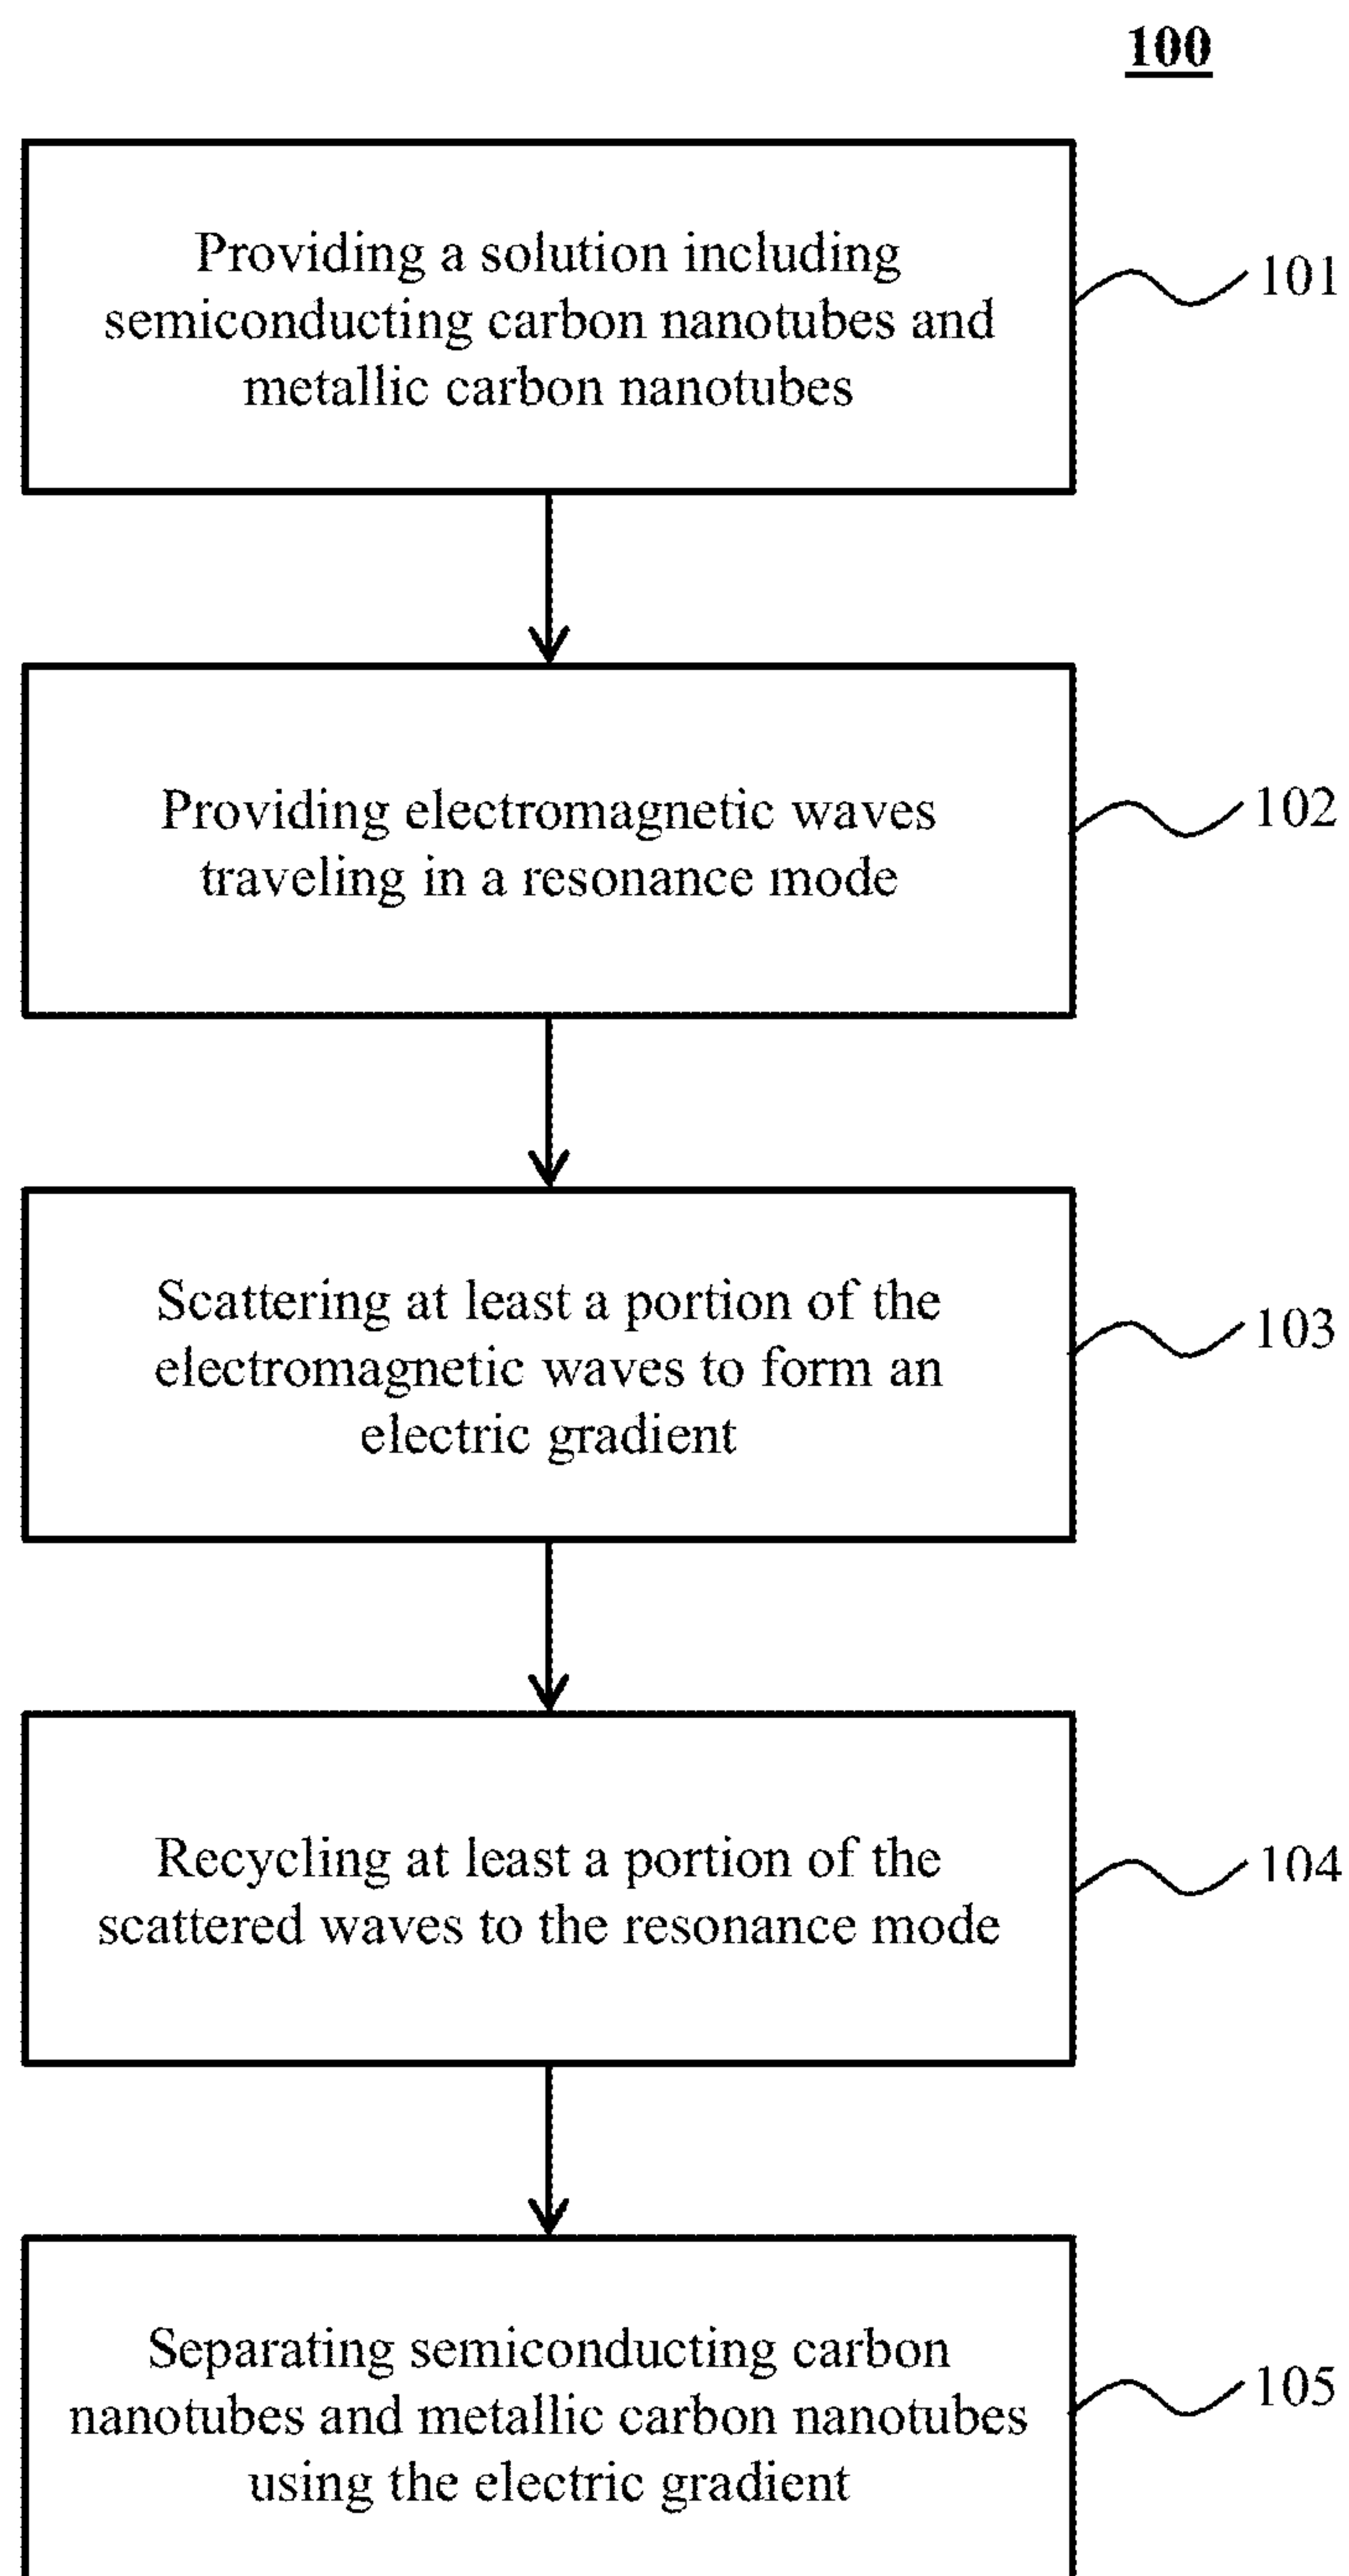 100
Providing a solution including
semiconducting carbon nanotubes and
metallic carbon nanotubes
101
Providing electromagnetic waves
traveling in a resonance mode
102
Scattering at least a portion of the
electromagnetic waves to form an
electric gradient
103
Recycling at least a portion of the
scattered waves to the resonance mode
104
Separating semiconducting carbon
nanotubes and metallic carbon nanotubes
using the electric gradient
105